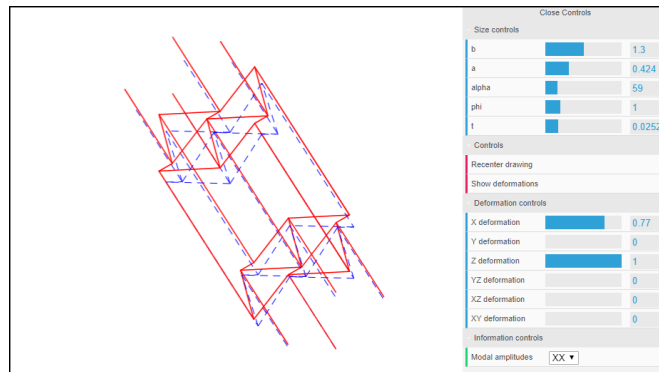 Close Controls
Size controls
b 1.3
a 0.424
alpha 59
phi 1
t 0.0252
Controls
Recenter drawing
Show deformations
Deformation controls
X deformation 0.77
Y deformation 0
Z deformation 1
YZ deformation 0
XZ deformation 0
XY deformation 0
Information controls
Modal amplitudes XX